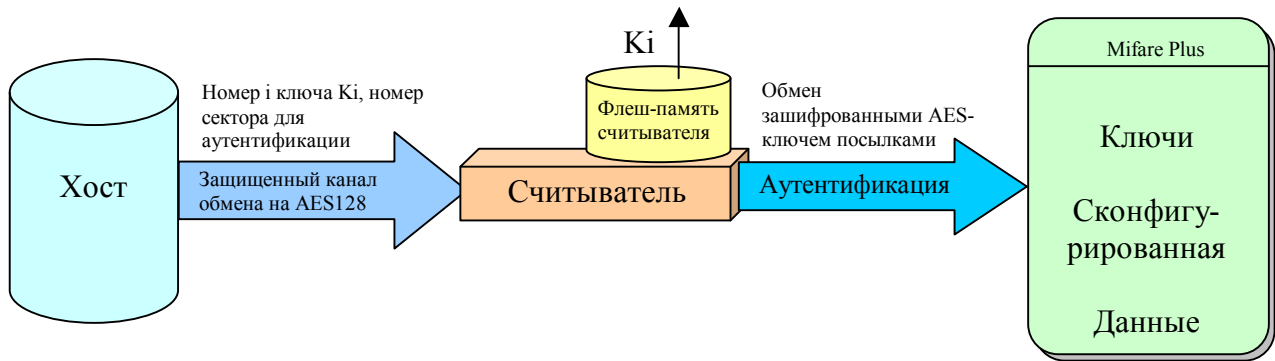 Хост
Номер i ключа Ki, номер
сектора для
аутентификации
Защищенный канал
обмена на AES128
Ki
Флеш-память
считывателя
Считыватель
Обмен
зашифрованными AES-
ключем посылками
Аутентификация
Mifare Plus
Ключи
Сконфигу-
рированная
Данные